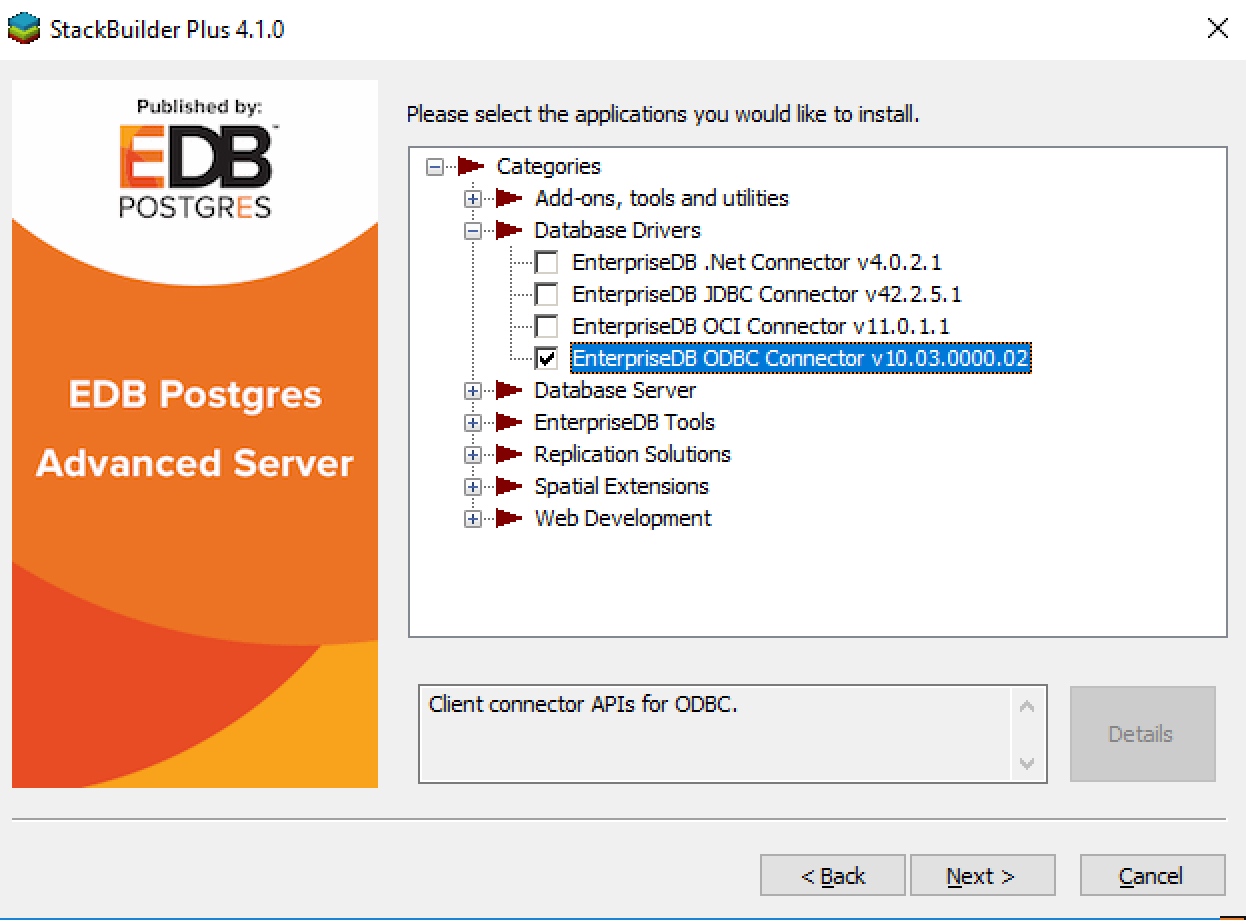 StackBuilder Plus 4.1.0
Published by:
EDB™
POSTGRES
EDB Postgres
Advanced Server
Please select the applications you would like to install.
Categories
Add-ons, tools and utilities
Database Drivers
EnterpriseDB .Net Connector v4.0.2.1
EnterpriseDB JDBC Connector v42.2.5.1
EnterpriseDB OCI Connector v11.0.1.1
EnterpriseDB ODBC Connector v10.03.0000.02
Database Server
EnterpriseDB Tools
Replication Solutions
Spatial Extensions
Web Development
Client connector APIs for ODBC.
Details
< Back
Next >
Cancel